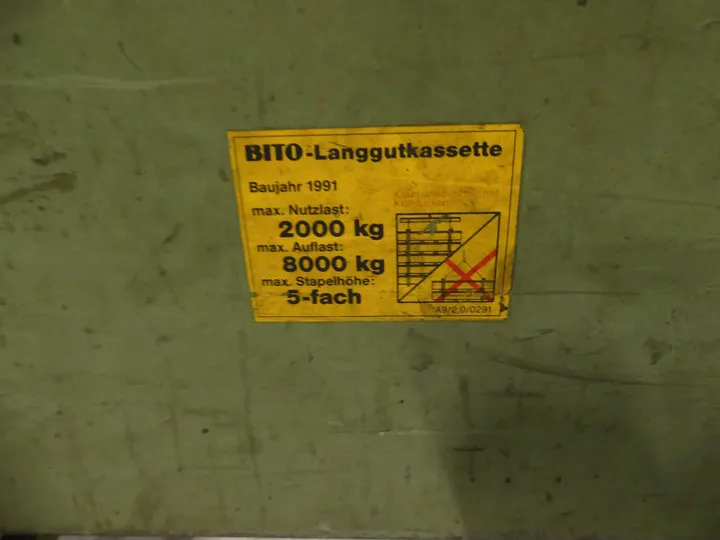 BITO-Langgutkassette
Baujahr 1991
max. Nutzlast:
2000 kg
max. Auflast:
8000 kg
max. Stapelhöhe:
5-fach
A9/2.0/0291